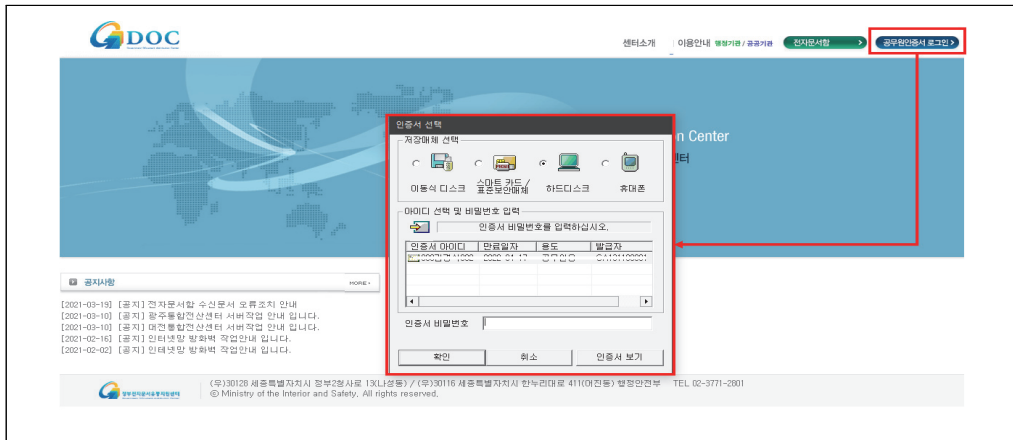 GDOC
센터소개 이용안내 행정기관/공공기관 전자문서함 공무원인증서 로그인
인증서 선택
저장매체 선택
이동식 디스크 스마트 카드 / 표준보안매체 하드디스크 휴대폰
on Center
센터
아이디 선택 및 비밀번호 입력
인증서 비밀번호를 입력하십시오.
인증서 아이디 만료일자 용도 발급자
인증서 비밀번호
확인 취소 인증서 보기
공지사항 MORE
[2021-03-19] [공지] 전자문서함 수신문서 오류조치 안내
[2021-03-10] [공지] 광주통합전산센터 서버작업 안내 입니다.
[2021-03-10] [공지] 대전통합전산센터 서버작업 안내 입니다.
[2021-02-16] [공지] 인터넷망 방화벽 작업안내 입니다.
[2021-02-02] [공지] 인테넷망 방화벽 작업안내 입니다.
정부전자문서유통지원센터
(우)30128 세종특별자치시 정부2청사로 13(나성동) / (우)30116 세종특별자치시 한누리대로 411(어진동) 행정안전부 TEL 02-3771-2801
© Ministry of the Interior and Safety. All rights reserved.